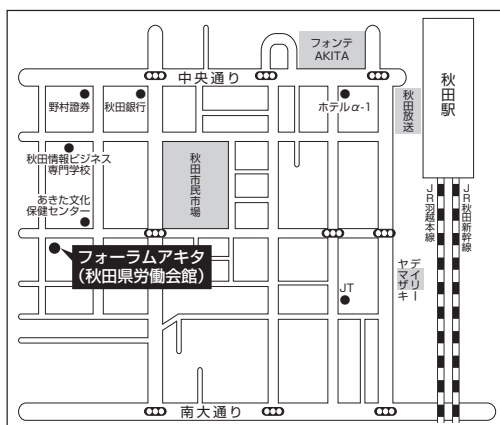 フォンテ
AKITA
中央通り
秋田駅
野村證券
秋田銀行
ホテルα-1
秋田放送
秋田情報ビジネス
専門学校
秋田市民市場
あきた文化
保健センター
JR羽越本線
JR秋田新幹線
フォーラムアキタ
(秋田県労働会館)
デイリー
ヤマザキ
JT
南大通り